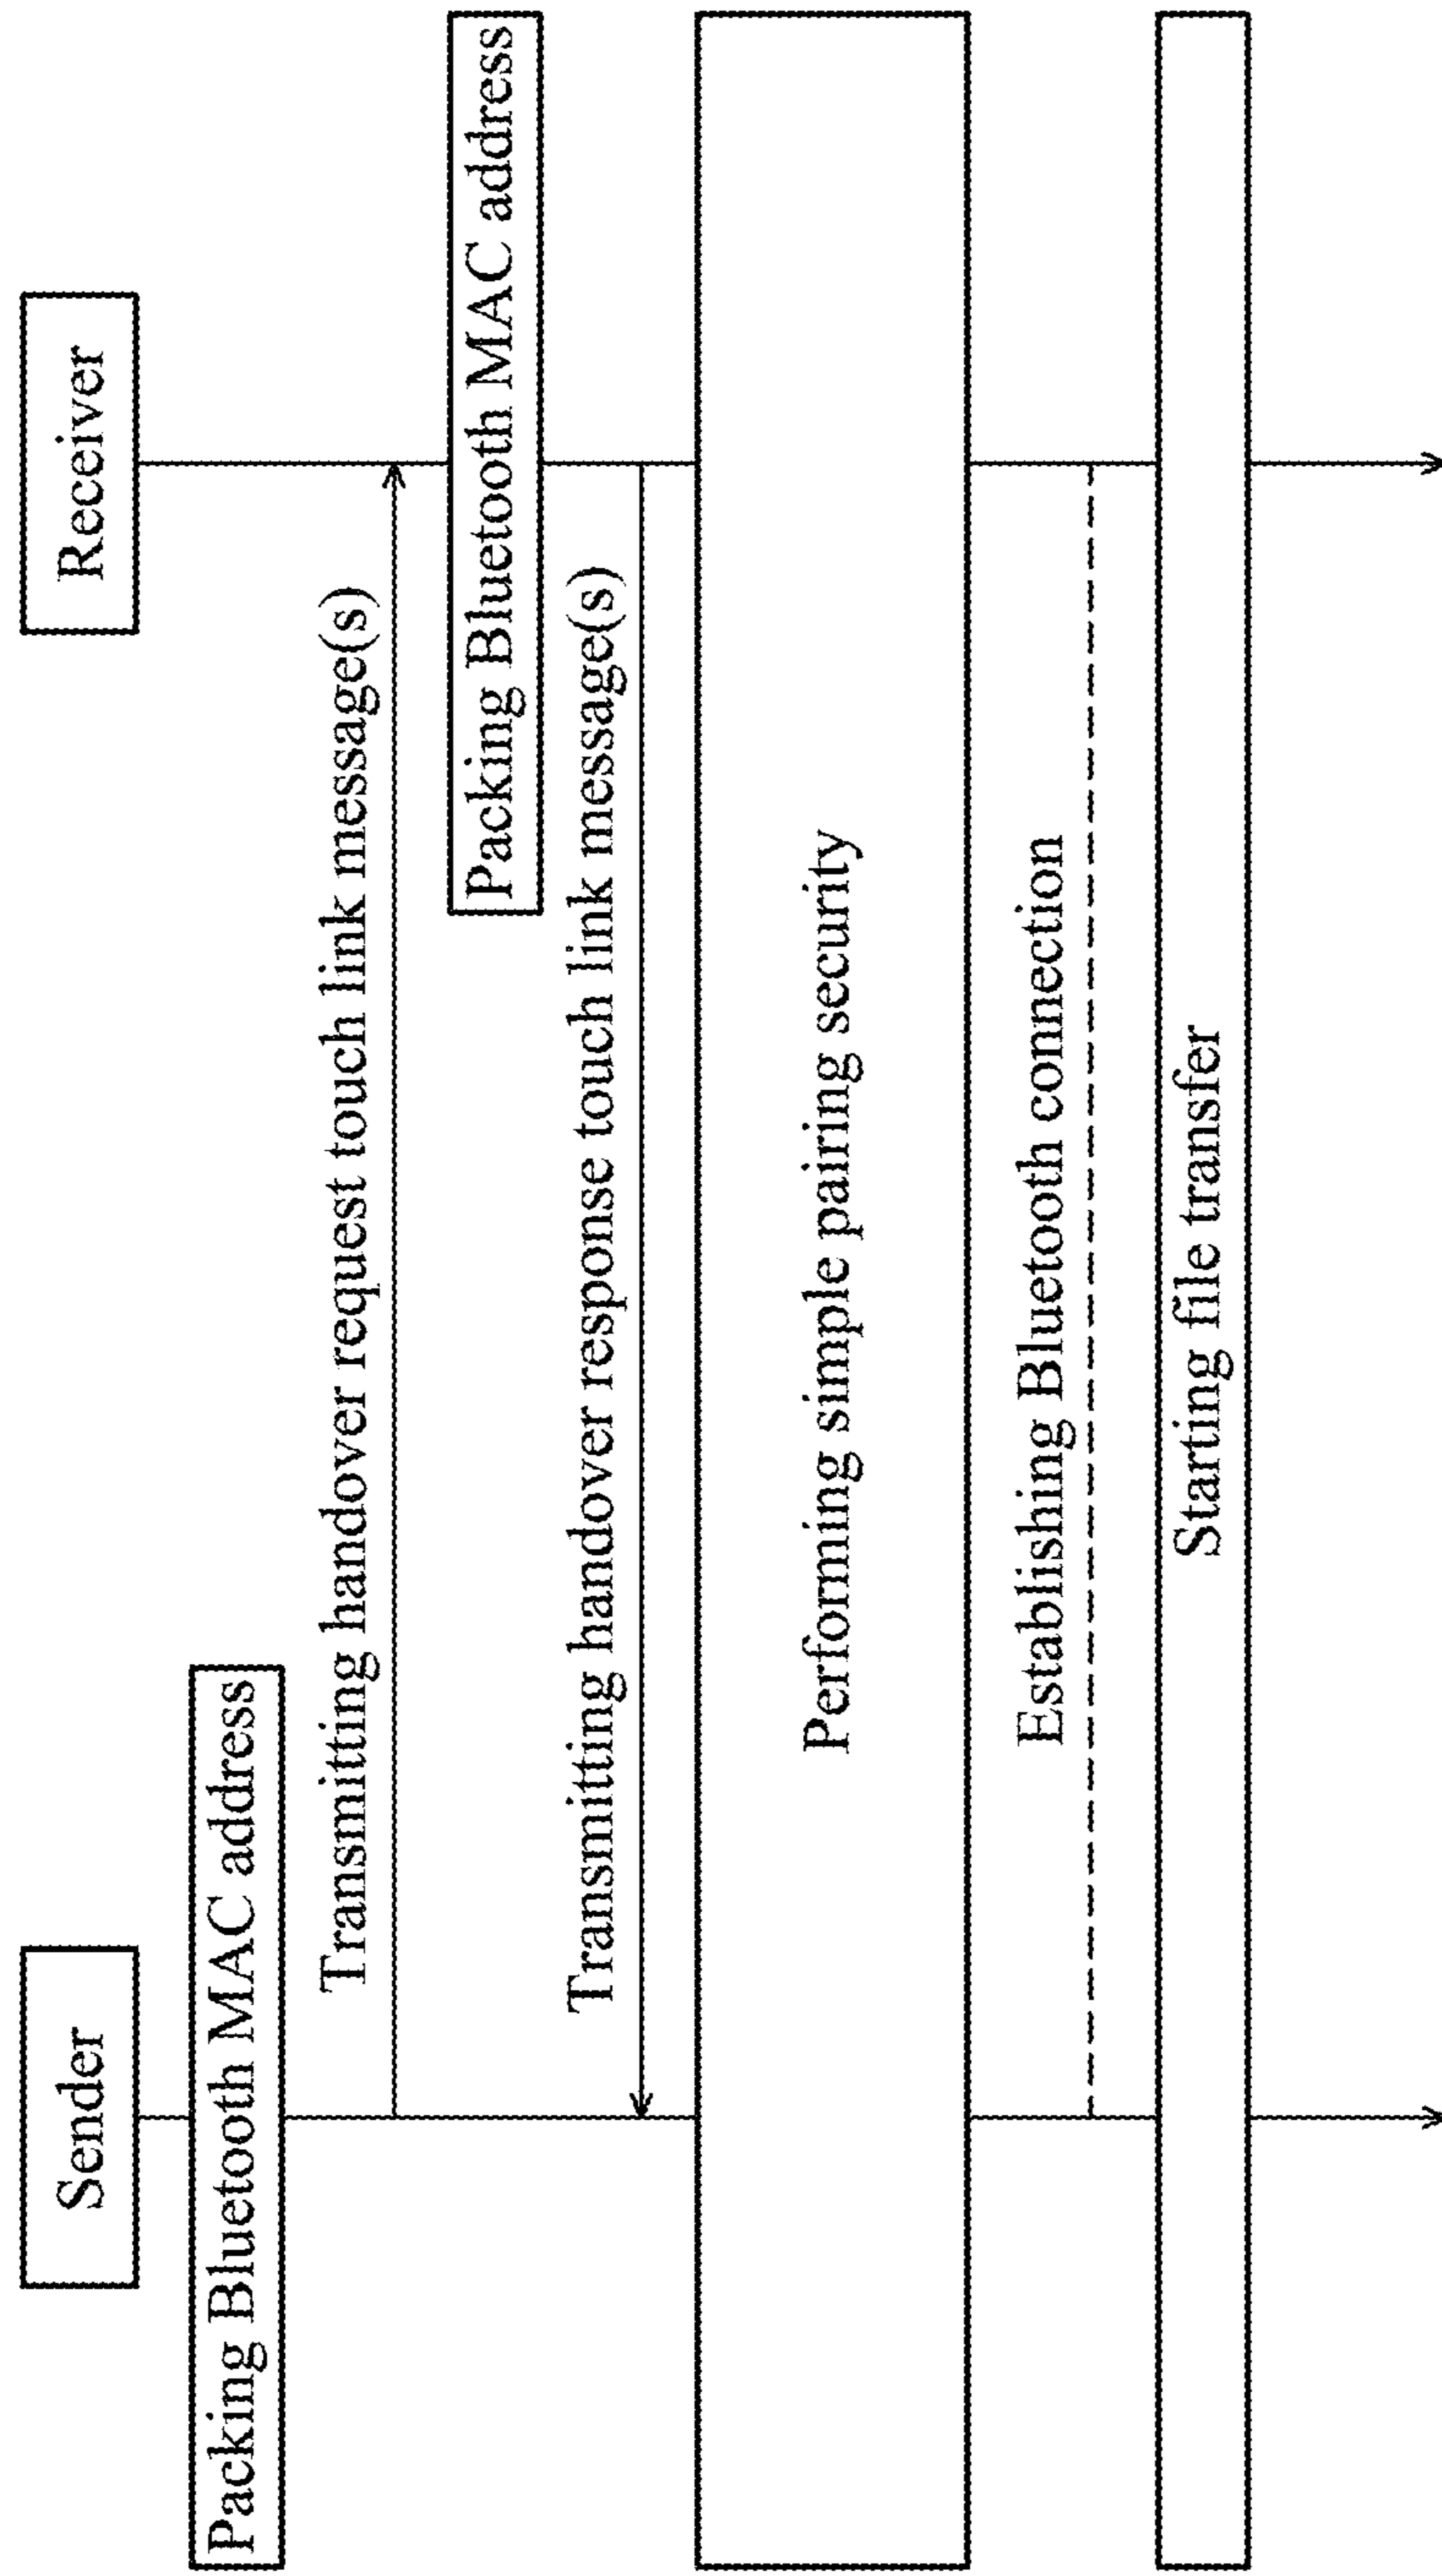 Sender
Receiver
Packing Bluetooth MAC address
Transmitting handover request touch link message(s)
Packing Bluetooth MAC address
Transmitting handover response touch link message(s)
Performing simple pairing security
Establishing Bluetooth connection
Starting file transfer